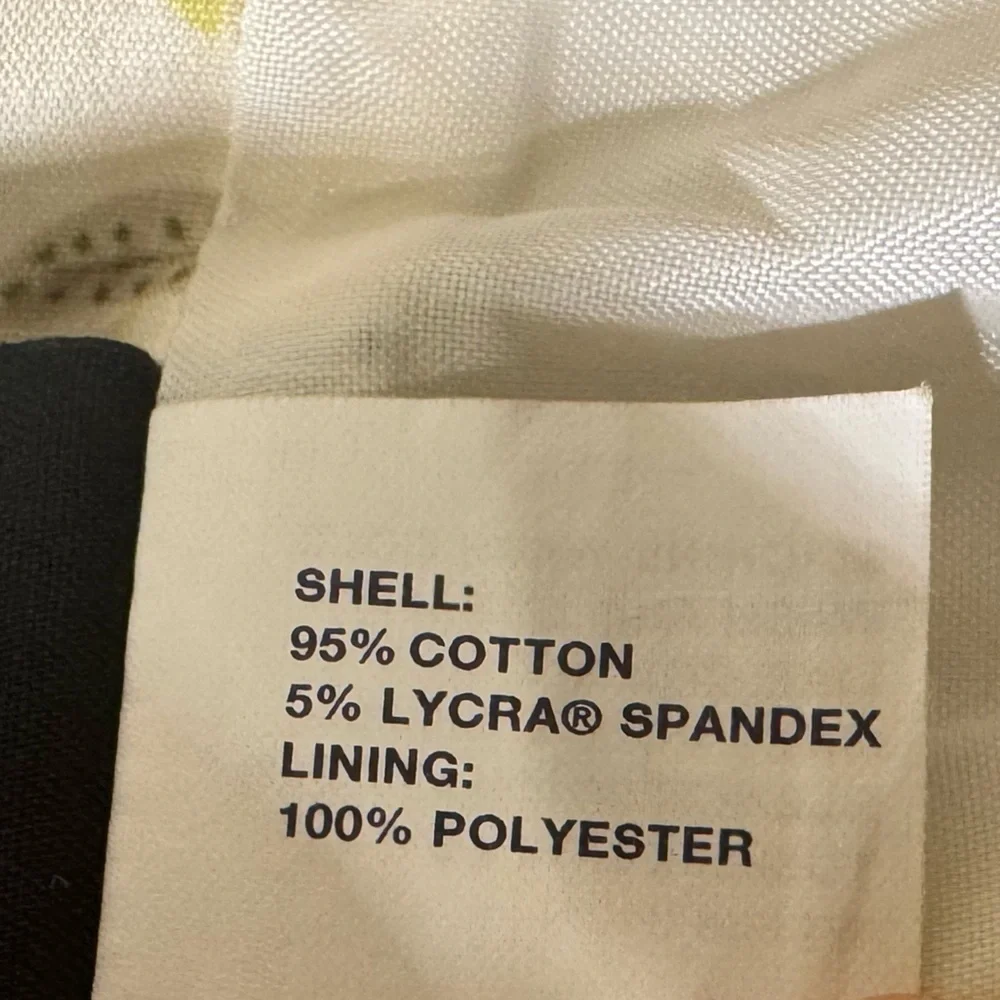 SHELL:
95% COTTON
5% LYCRA® SPANDEX
LINING:
100% POLYESTER